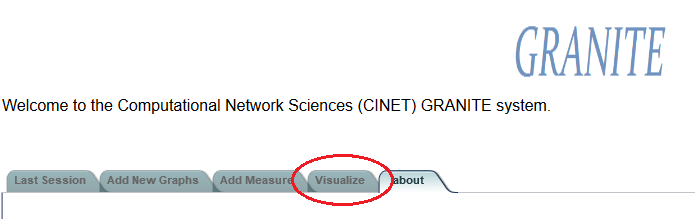 GRANITE
Welcome to the Computational Network Sciences (CINET) GRANITE system.
Last Session Add New Graphs Add Measure Visualize about